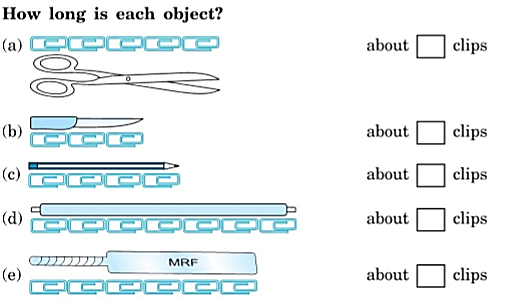 How long is each object?
(a) about clips
(b) about clips
(c) about clips
(d) about clips
MRF
(e) about clips